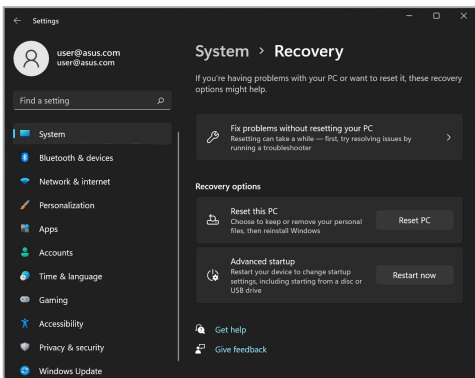 Settings
user@asus.com
user@asus.com
Find a setting
System
Bluetooth & devices
Network & internet
Personalization
Apps
Accounts
Time & language
Gaming
Accessibility
Privacy & security
Windows Update
System > Recovery
If you're having problems with your PC or want to reset it, these recovery
options might help.
Fix problems without resetting your PC
Resetting can take a while — first, try resolving issues by
running a troubleshooter
Recovery options
Reset this PC
Choose to keep or remove your personal
files, then reinstall Windows
Reset PC
Advanced startup
Restart your device to change startup
settings, including starting from a disc or
USB drive
Restart now
Get help
Give feedback